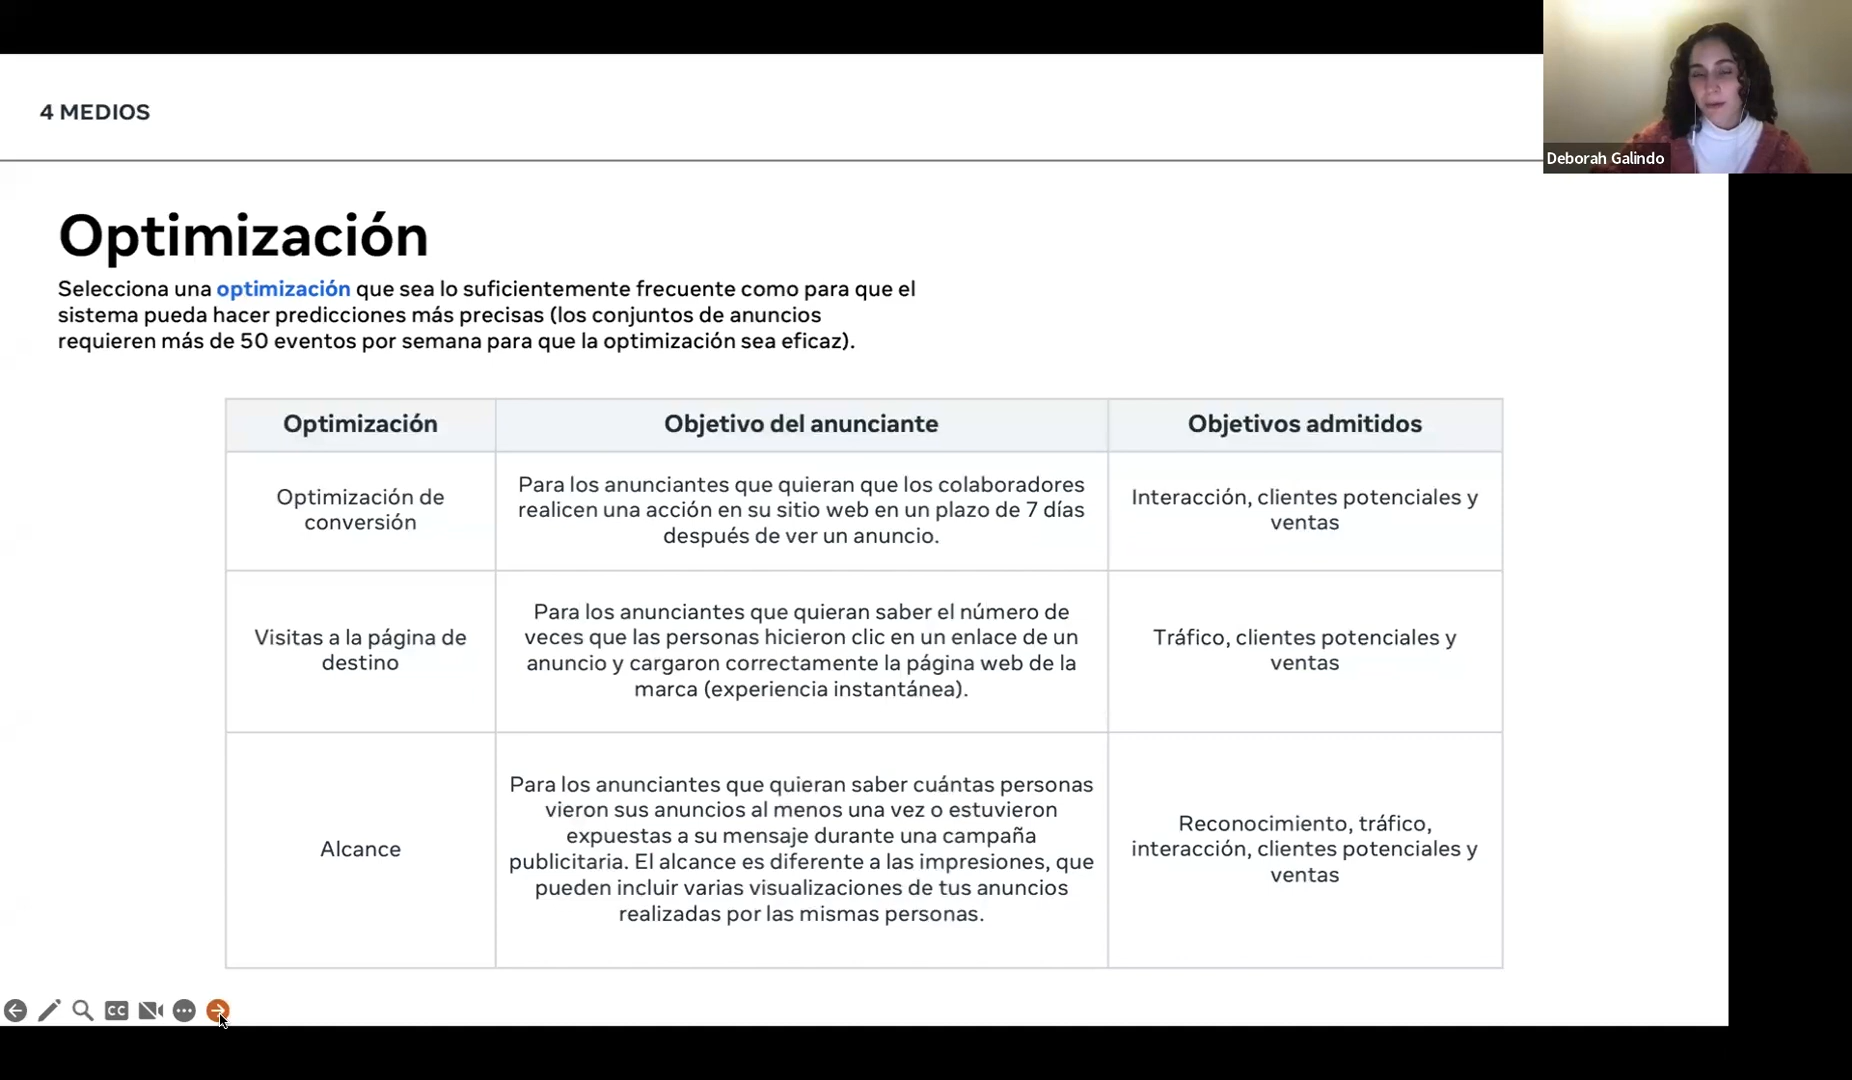 4 MEDIOS
Deborah Galindo
Optimización
Selecciona una optimización que sea lo suficientemente frecuente como para que el
sistema pueda hacer predicciones más precisas (los conjuntos de anuncios
requieren más de 50 eventos por semana para que la optimización sea eficaz).
Optimización
Objetivo del anunciante
Objetivos admitidos
Optimización de
conversión
Para los anunciantes que quieran que los colaboradores
realicen una acción en su sitio web en un plazo de 7 días
después de ver un anuncio.
Interacción, clientes potenciales y
ventas
Visitas a la página de
destino
Para los anunciantes que quieran saber el número de
veces que las personas hicieron clic en un enlace de un
anuncio y cargaron correctamente la página web de la
marca (experiencia instantánea).
Tráfico, clientes potenciales y
ventas
Alcance
Para los anunciantes que quieran saber cuántas personas
vieron sus anuncios al menos una vez o estuvieron
expuestas a su mensaje durante una campaña
publicitaria. El alcance es diferente a las impresiones, que
pueden incluir varias visualizaciones de tus anuncios
realizadas por las mismas personas.
Reconocimiento, tráfico,
interacción, clientes potenciales y
ventas
CC